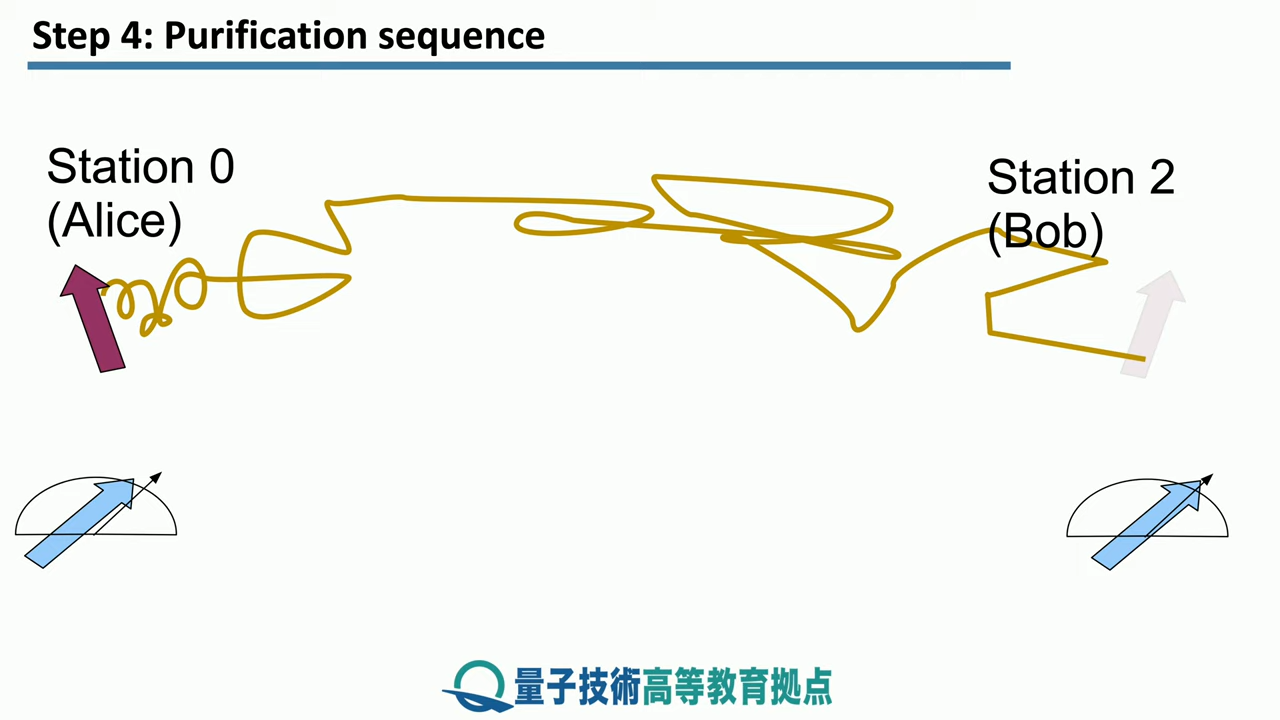 Step 4: Purification sequence
Station 0
(Alice)
Station 2
(Bob)
量子技術高等教育拠点